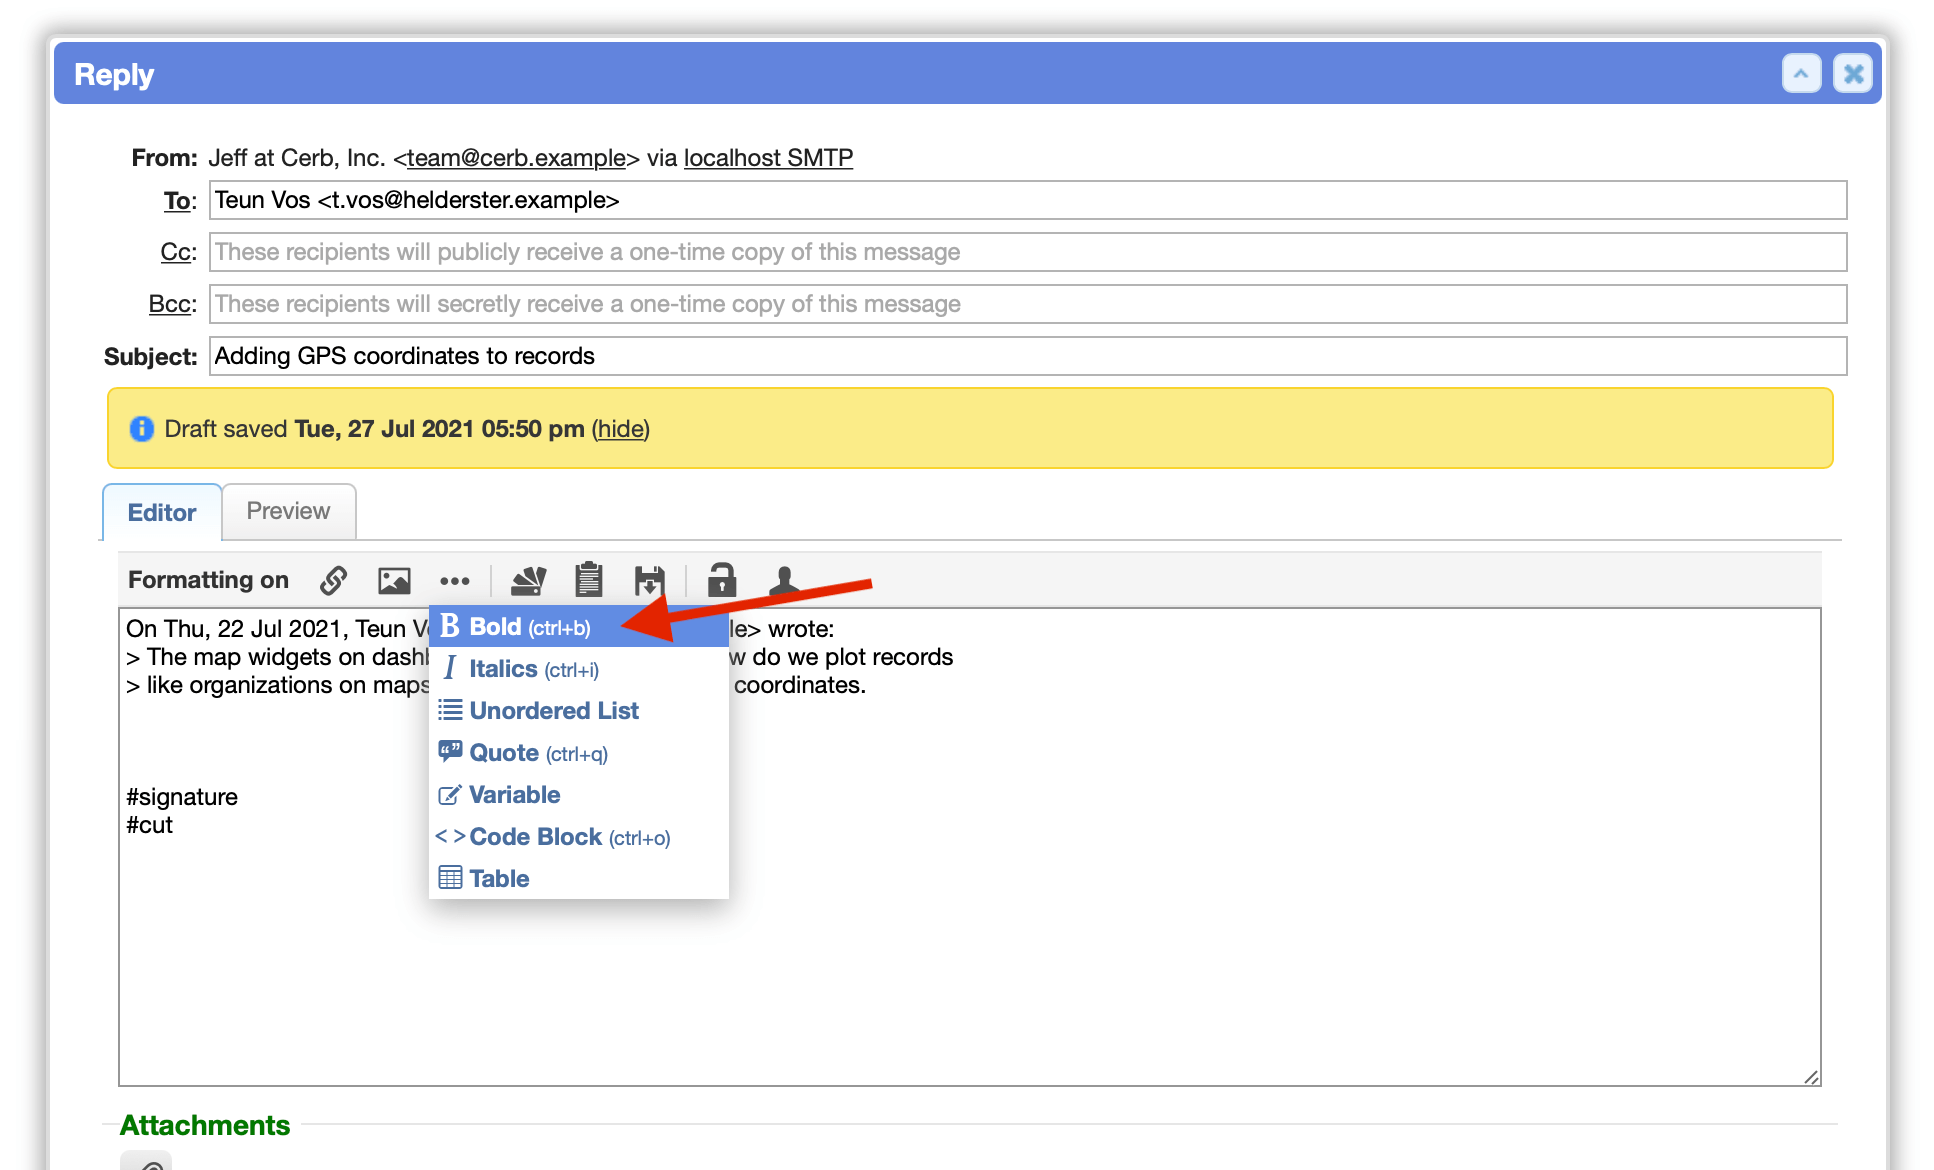 Reply
From: Jeff at Cerb, Inc. <team@cerb.example> via localhost SMTP
To: Teun Vos <t.vos@helderster.example>
Cc: These recipients will publicly receive a one-time copy of this message
Bcc: These recipients will secretly receive a one-time copy of this message
Subject: Adding GPS coordinates to records
Draft saved Tue, 27 Jul 2021 05:50 pm (hide)
Editor Preview
Formatting on
On Thu, 22 Jul 2021, Teun le> wrote:
> The map widgets on do we plot records
> like organizations on maps coordinates.
#signature
#cut
B Bold (ctrl+b)
I Italics (ctrl+i)
Unordered List
Quote (ctrl+q)
Variable
< > Code Block (ctrl+o)
Table
Attachments